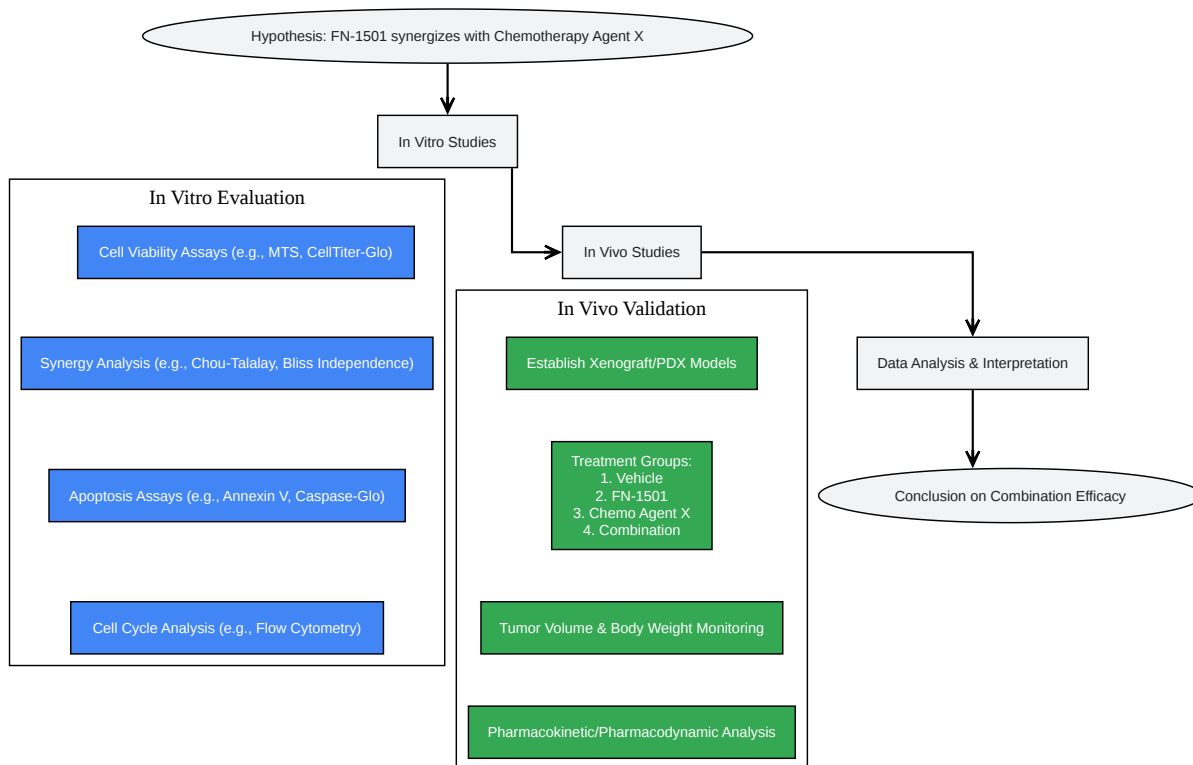 Hypothesis: FN-1501 synergizes with Chemotherapy Agent X
In Vitro Studies
In Vitro Evaluation
Cell Viability Assays (e.g., MTS, CellTiter-Glo)
Synergy Analysis (e.g., Chou-Talalay, Bliss Independence)
Apoptosis Assays (e.g., Annexin V, Caspase-Glo)
Cell Cycle Analysis (e.g., Flow Cytometry)
In Vivo Studies
In Vivo Validation
Establish Xenograft/PDX Models
Treatment Groups:
1. Vehicle
2. FN-1501
3. Chemo Agent X
4. Combination
Tumor Volume & Body Weight Monitoring
Pharmacokinetic/Pharmacodynamic Analysis
Data Analysis & Interpretation
Conclusion on Combination Efficacy